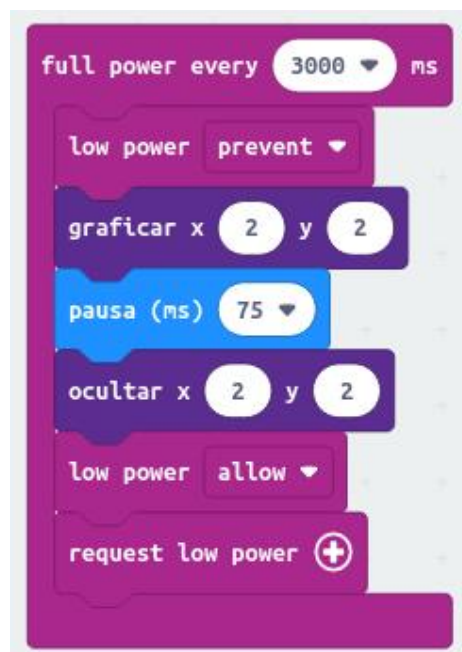 full power every 3000 ms
low power prevent
graficar x 2 y 2
pausa (ms) 75
ocultar x 2 y 2
low power allow
request low power